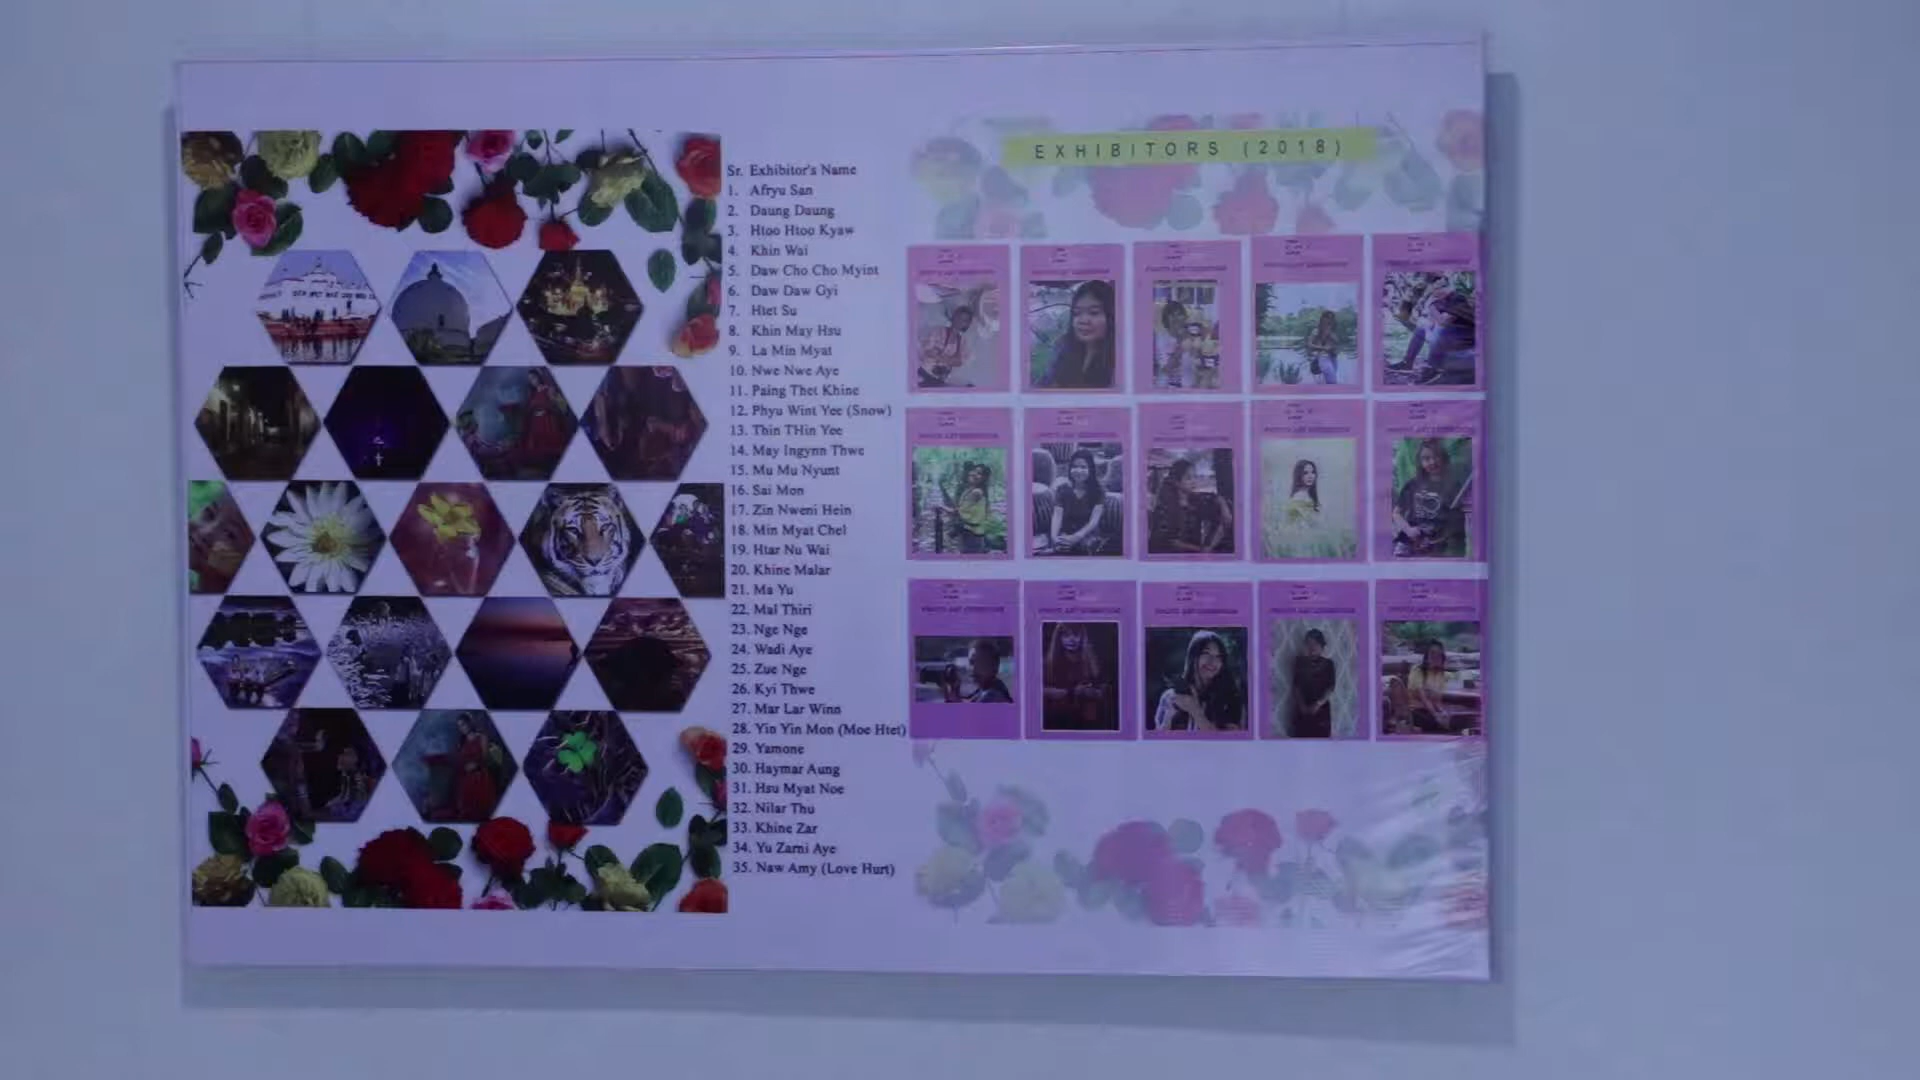 Sr. Exhibitor's Name
1. Afryu San
2. Daung Daung
3. Htoo Htoo Kyaw
4. Khin Wai
5. Daw Cho Cho Myint
6. Daw Daw Gyi
7. Htet Su
8. Khin May Hsu
9. La Min Myat
10. Nwe Nwe Aye
11. Paing Thet Khine
12. Phyu Wint Yee (Snow)
13. Thin THin Yee
14. May Ingynn Thwe
15. Mu Mu Nyunt
16. Sai Mon
17. Zin Nweni Hein
18. Min Myat Chel
19. Htar Nu Wai
20. Khine Malar
21. Ma Yu
22. Mal Thiri
23. Nge Nge
24. Wadi Aye
25. Zue Nge
26. Kyi Thwe
27. Mar Lar Winn
28. Yin Yin Mon (Moe Htet)
29. Yamone
30. Haymar Aung
31. Hsu Myat Noe
32. Nilar Thu
33. Khine Zar
34. Yu Zarni Aye
35. Naw Amy (Love Hurt)
EXHIBITORS (2018)